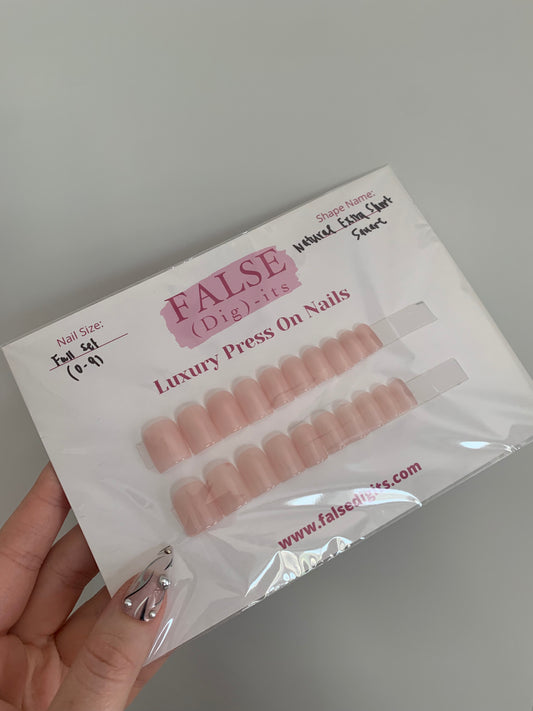 Shape Name:
Natural Extra Short
Square
FALSE
(Dig)-its
Nail Size:
Full set
(0-9)
Luxury Press On Nails
www.falsedigits.com